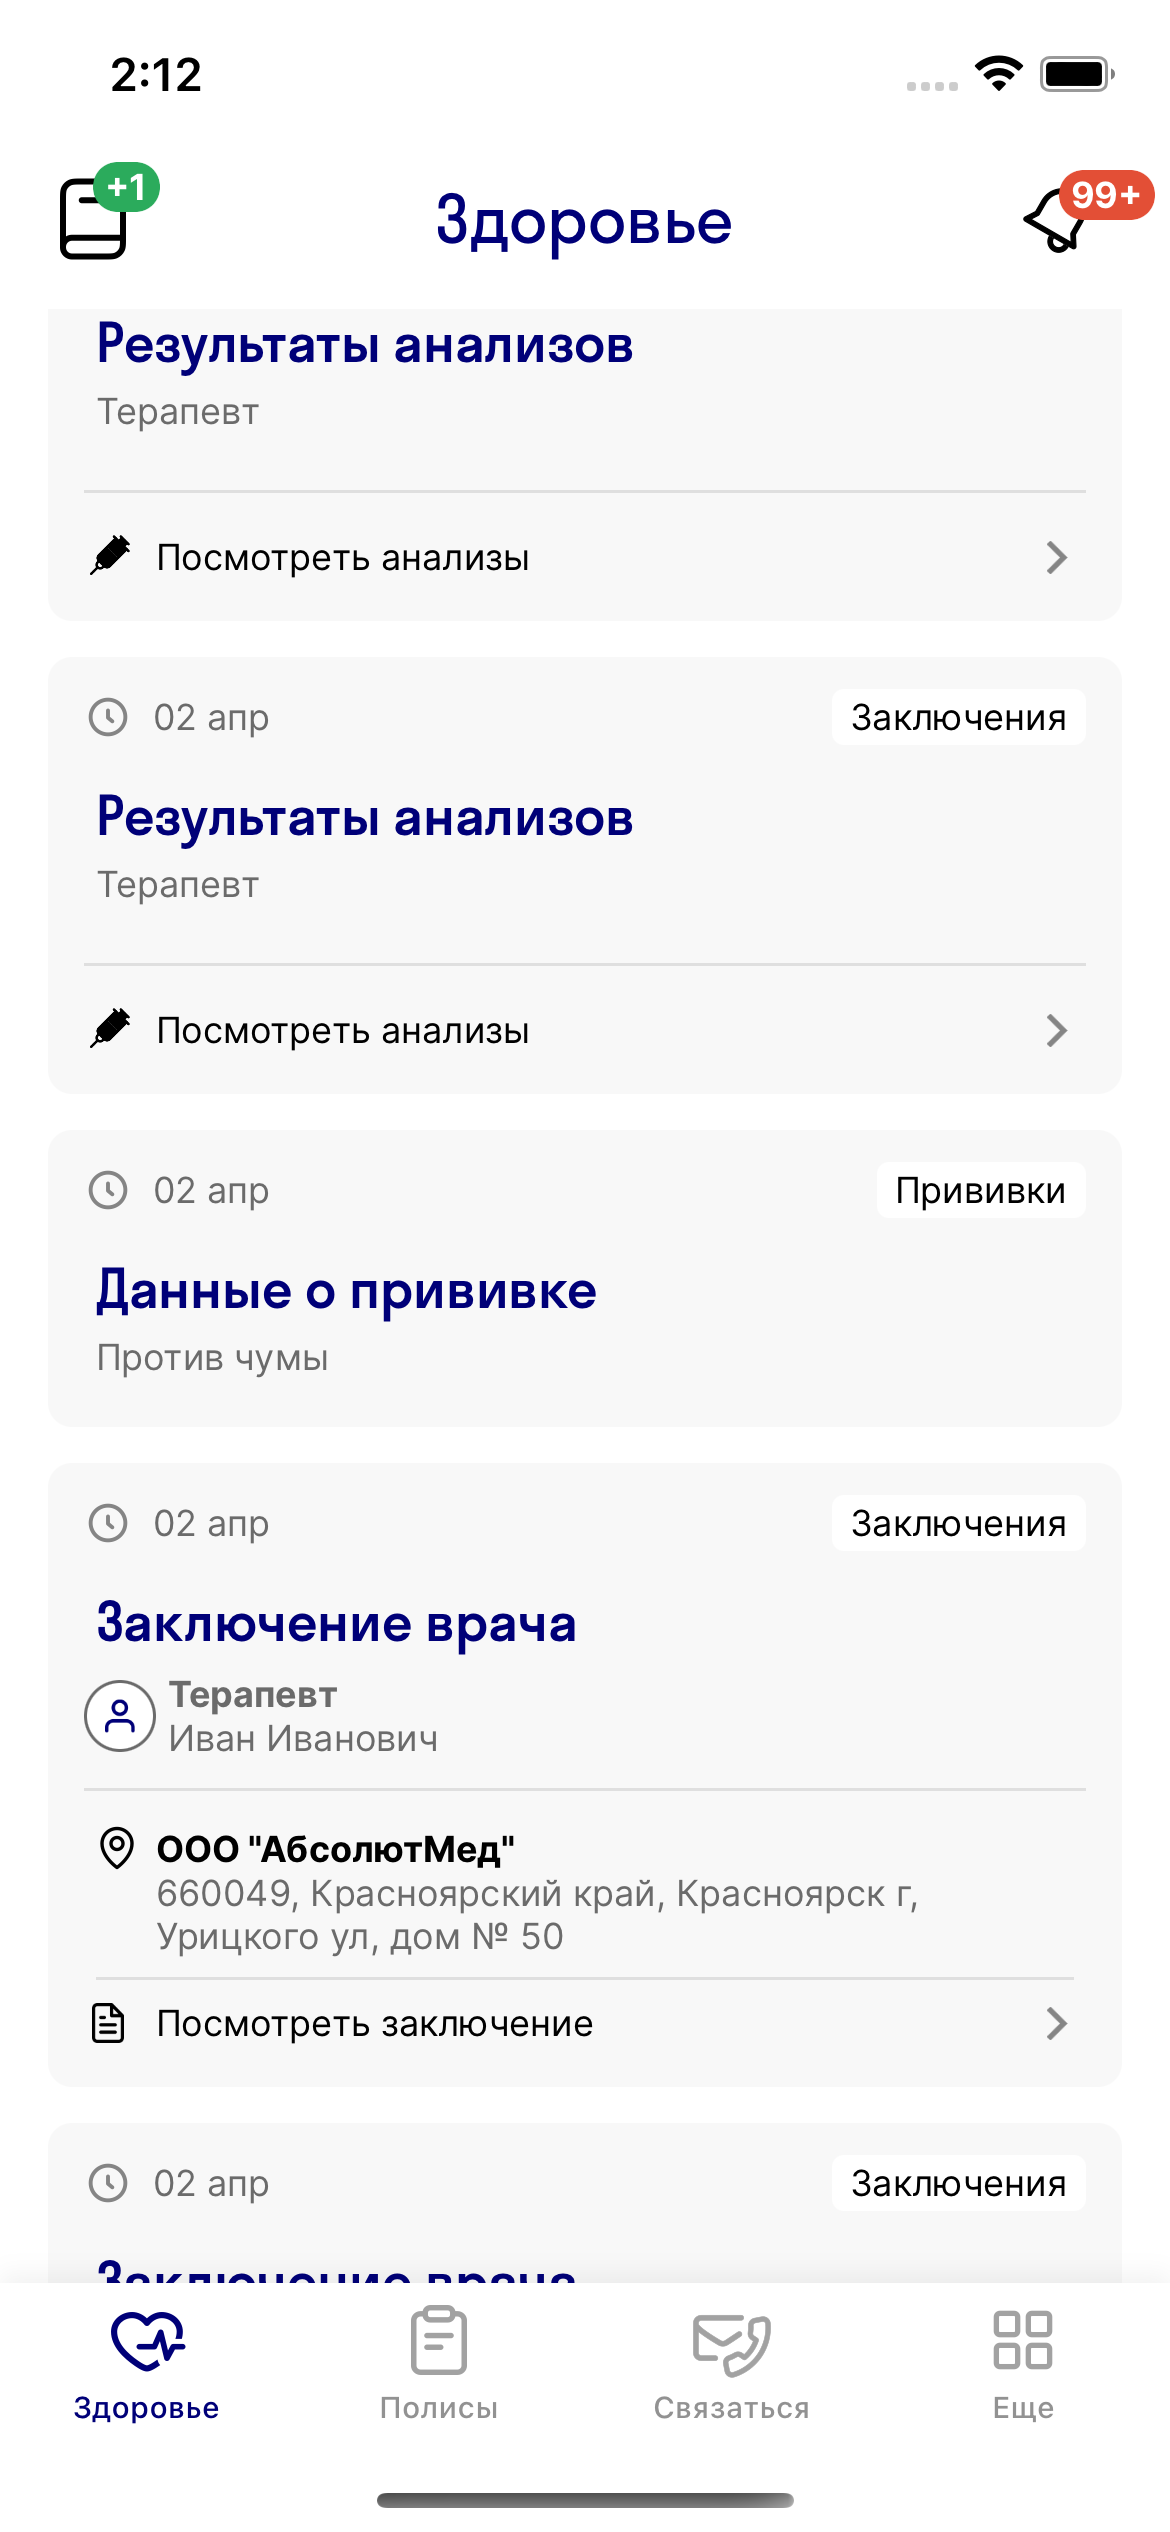 2:12
+1
Здоровье
99+
Результаты анализов
Терапевт
Посмотреть анализы
02 апр
Заключения
Результаты анализов
Терапевт
Посмотреть анализы
02 апр
Прививки
Данные о прививке
Против чумы
02 апр
Заключения
Заключение врача
Терапевт
Иван Иванович
ООО "АбсолютМед"
660049, Красноярский край, Красноярск г,
Урицкого ул, дом № 50
Посмотреть заключение
02 апр
Заключения
Заключение врача
Здоровье
Полисы
Связаться
Еще